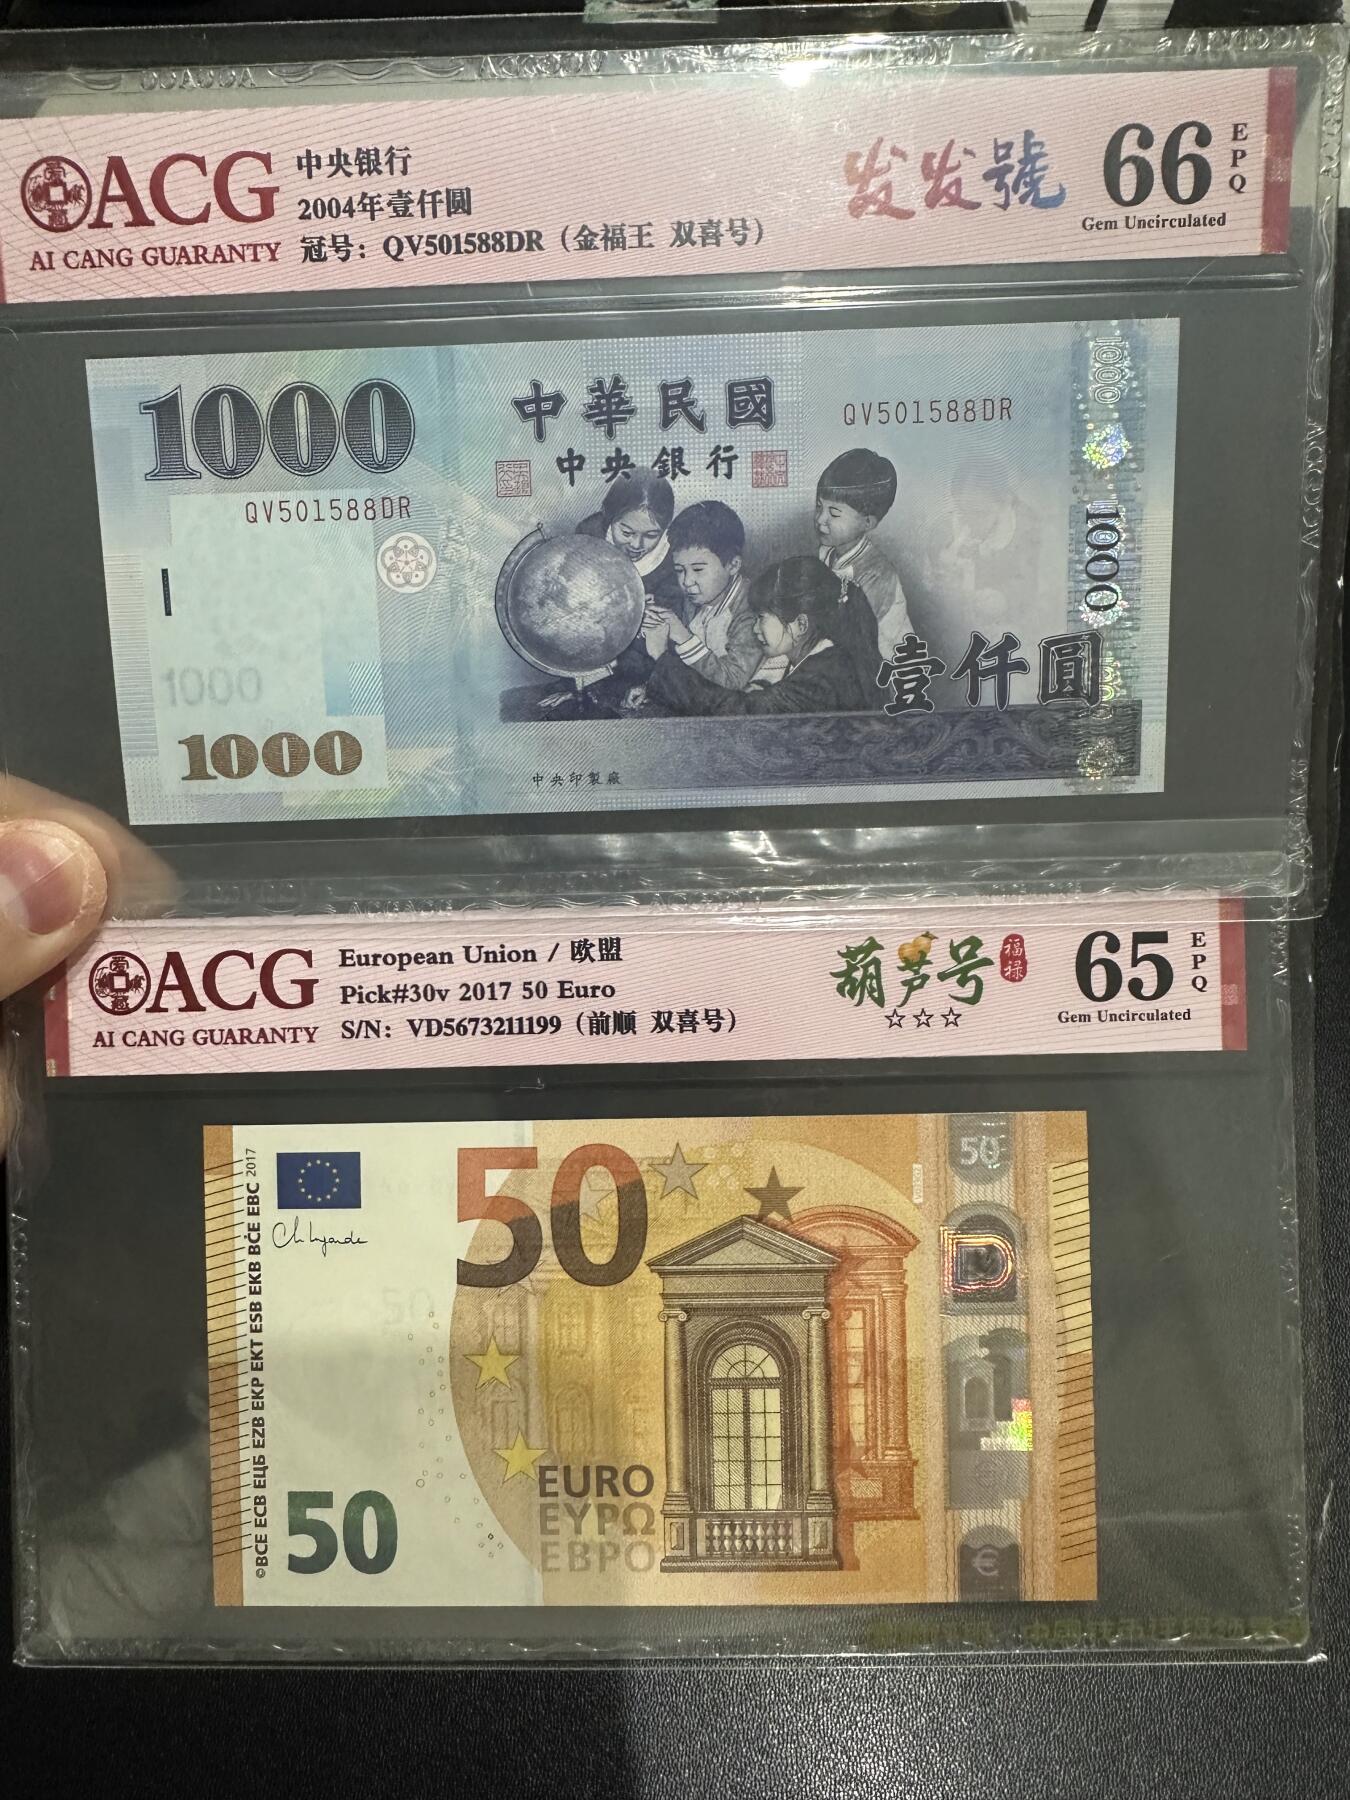 ACG
AI CANG GUARANTY
中央银行
2004年壹仟圆
冠号：QV501588DR（金福王 双喜号）
发发號
66
EPQ
Gem Uncirculated
1000
中華民國
中央銀行
QV501588DR
QV501588DR
1000
1000
1000
1000
壹仟圓
中央印製廠
ACG
AI CANG GUARANTY
European Union / 欧盟
Pick#30v 2017 50 Euro
S/N: VD5673211199（前顺 双喜号）
葫芦号
福禄
☆☆☆
65
EPQ
Gem Uncirculated
©BCE ECB ЕЦБ EZB EKP EKT ESB EKB BĊE EBC 2017
50
50
EURO
ΕΥΡΩ
ЕВРО
50
50
€